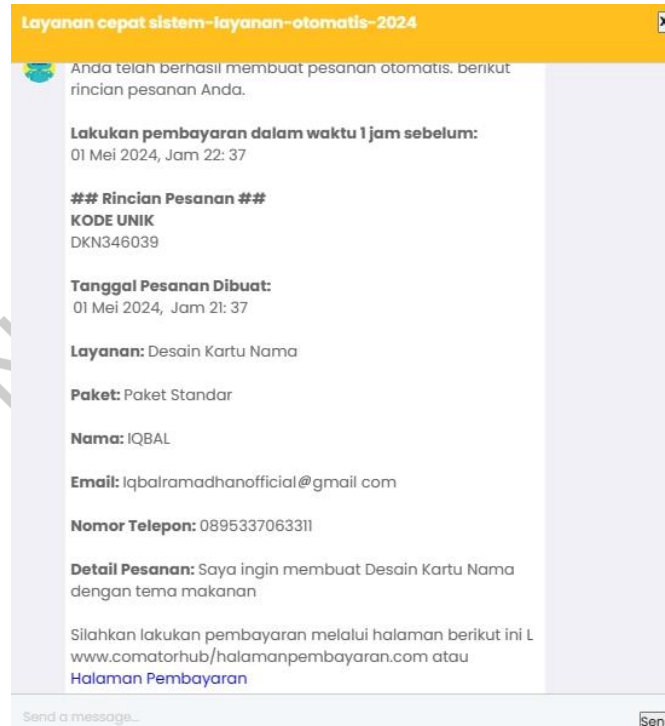 Layanan cepat sistem-layanan-otomatis-2024
X
Anda telah berhasil membuat pesanan otomatis. berikut
rincian pesanan Anda.
Lakukan pembayaran dalam waktu 1 jam sebelum:
01 Mei 2024, Jam 22: 37
## Rincian Pesanan ##
KODE UNIK
DKN346039
Tanggal Pesanan Dibuat:
01 Mei 2024, Jam 21: 37
Layanan: Desain Kartu Nama
Paket: Paket Standar
Nama: IQBAL
Email: Iqbalramadhanofficial@gmail com
Nomor Telepon: 0895337063311
Detail Pesanan: Saya ingin membuat Desain Kartu Nama
dengan tema makanan
Silahkan lakukan pembayaran melalui halaman berikut ini L
www.comatorhub/halamanpembayaran.com atau
Halaman Pembayaran
Send a message...
Sen